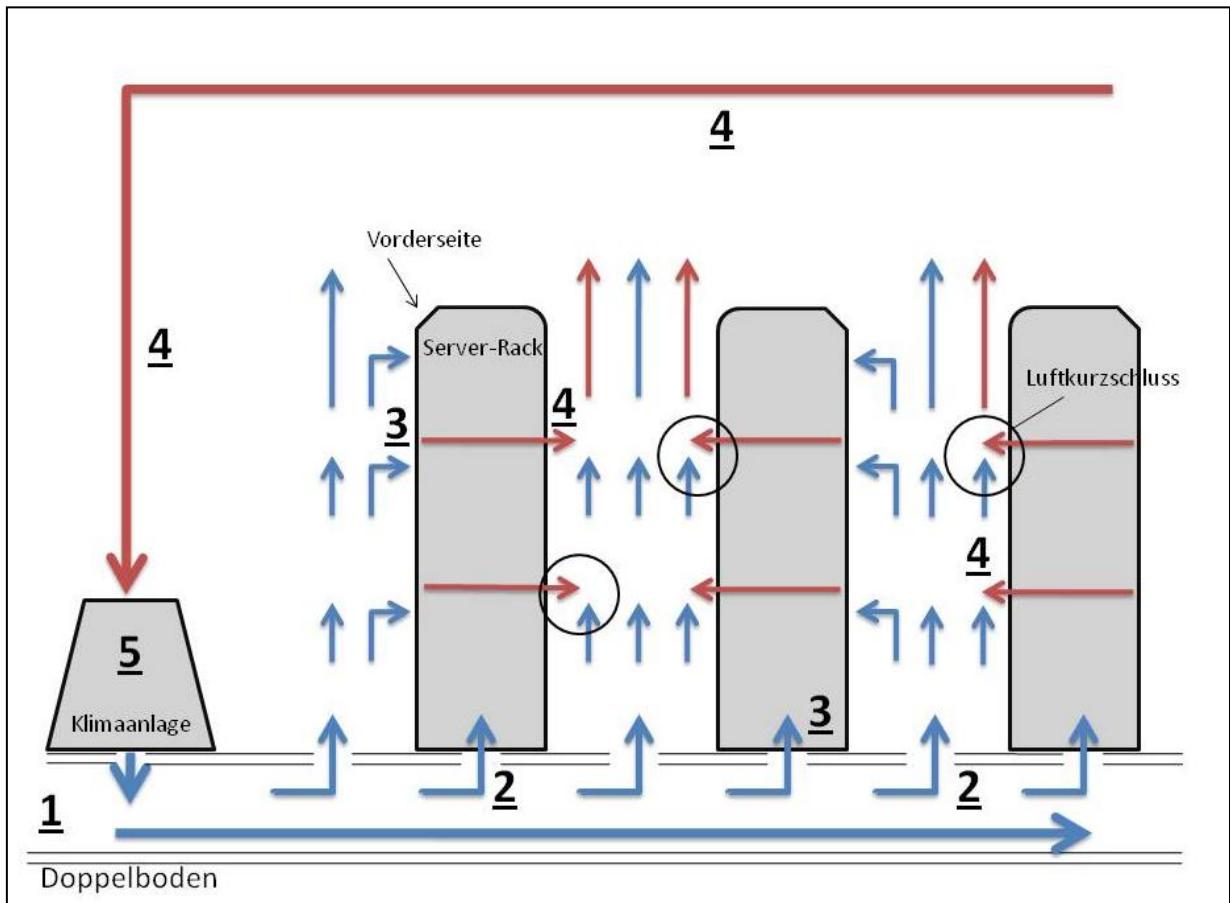 4
Vorderseite
4
Server-Rack
Luftkurzschluss
4
3
4
5
Klimaanlage
3
2
2
1
Doppelboden